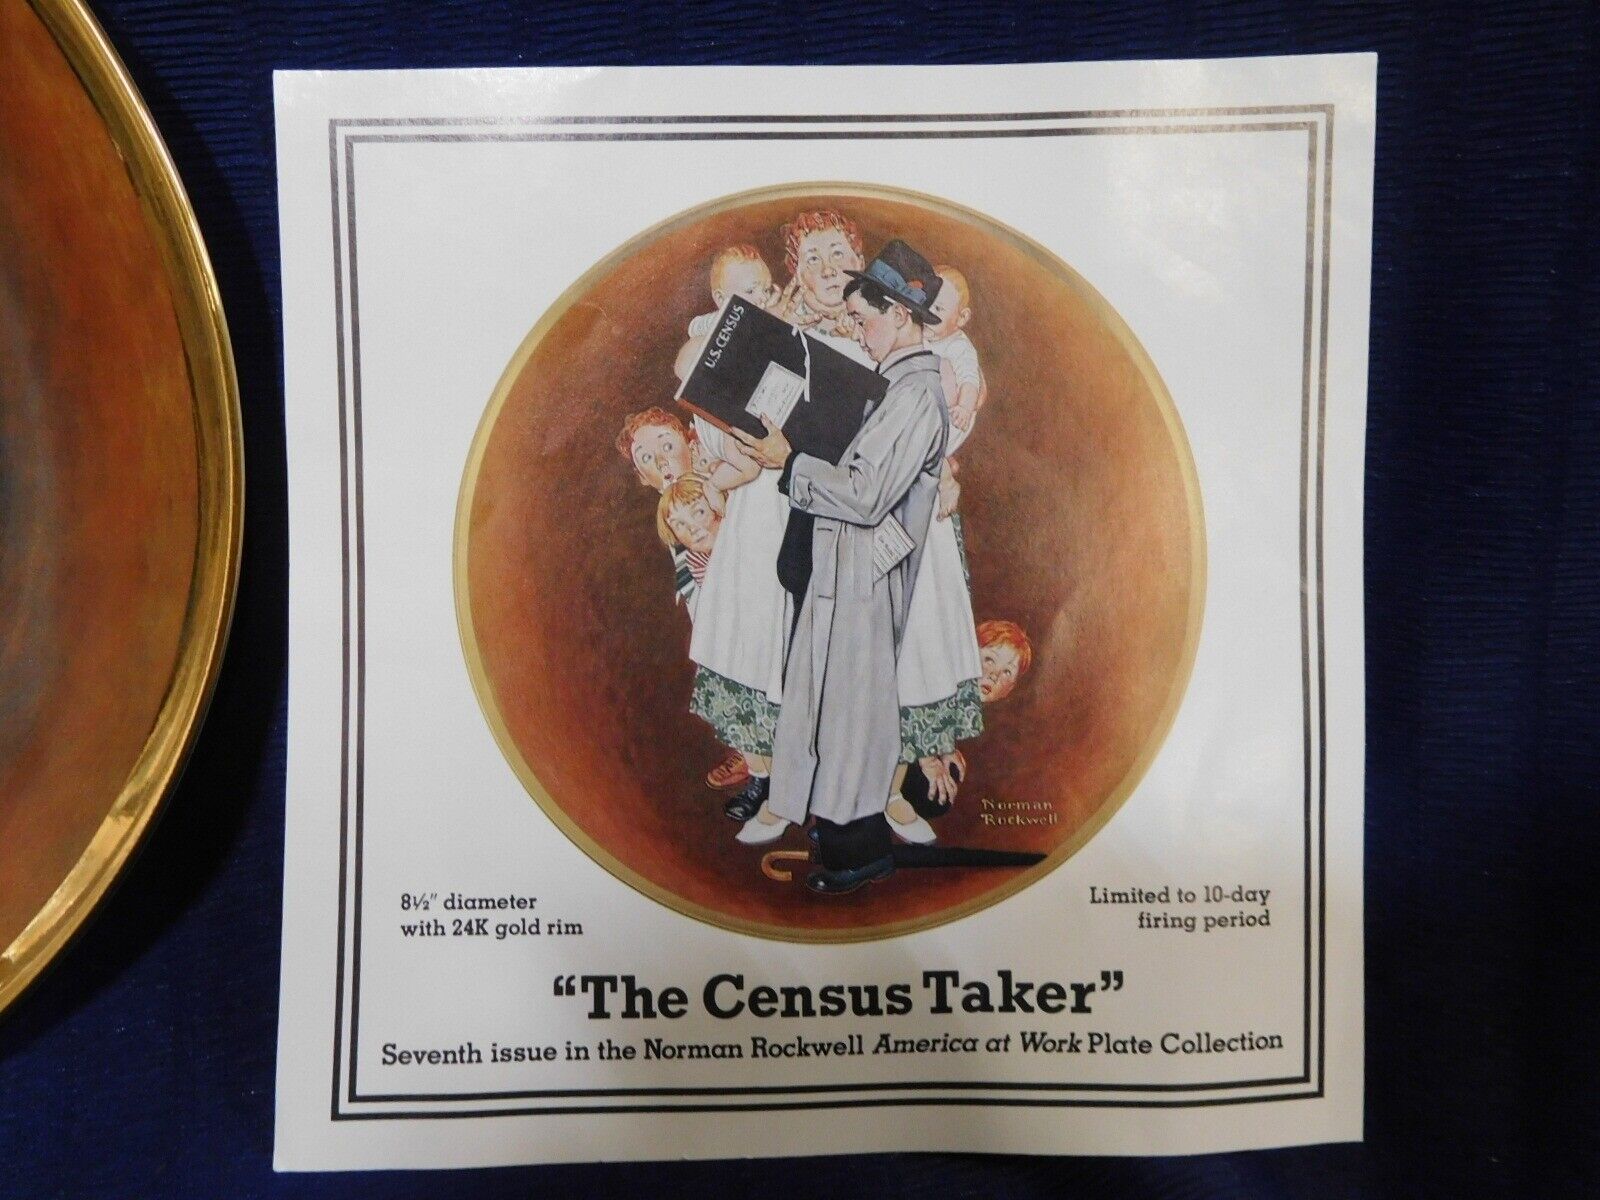 U.S. CENSUS
Norman
Rockwell
8½" diameter
with 24K gold rim
Limited to 10-day
firing period
“The Census Taker”
Seventh issue in the Norman Rockwell America at Work Plate Collection